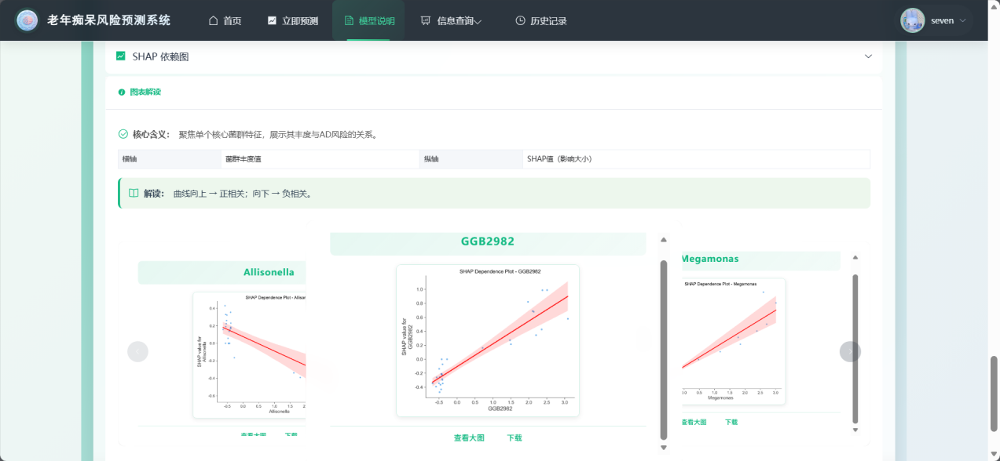 老年痴呆风险预测系统 首页 立即预测 模型说明 信息查询 历史记录 seven
SHAP 依赖图
图表解读
核心含义： 聚焦单个核心菌群特征，展示其丰度与AD风险的关系。
横轴 菌群丰度值 纵轴 SHAP值（影响大小）
解读： 曲线向上 → 正相关；向下 → 负相关。
Allisonella
SHAP Dependence Plot - Allison
SHAP value for
Allisonella
0.4
0.2
0.0
-0.2
-0.4
-0.6
-0.5 0.0 0.5 1.0 1.5 2
Allisonella
查看大图 下载
GGB2982
SHAP Dependence Plot - GGB2982
SHAP value for
GGB2982
1.0
0.8
0.6
0.4
0.2
0.0
-0.2
-0.4
-0.5 0.0 0.5 1.0 1.5 2.0 2.5 3.0
GGB2982
查看大图 下载
Megamonas
SHAP Dependence Plot - Megamonas
0.5 1.0 1.5 2.0 2.5 3.0
Megamonas
查看大图 下载